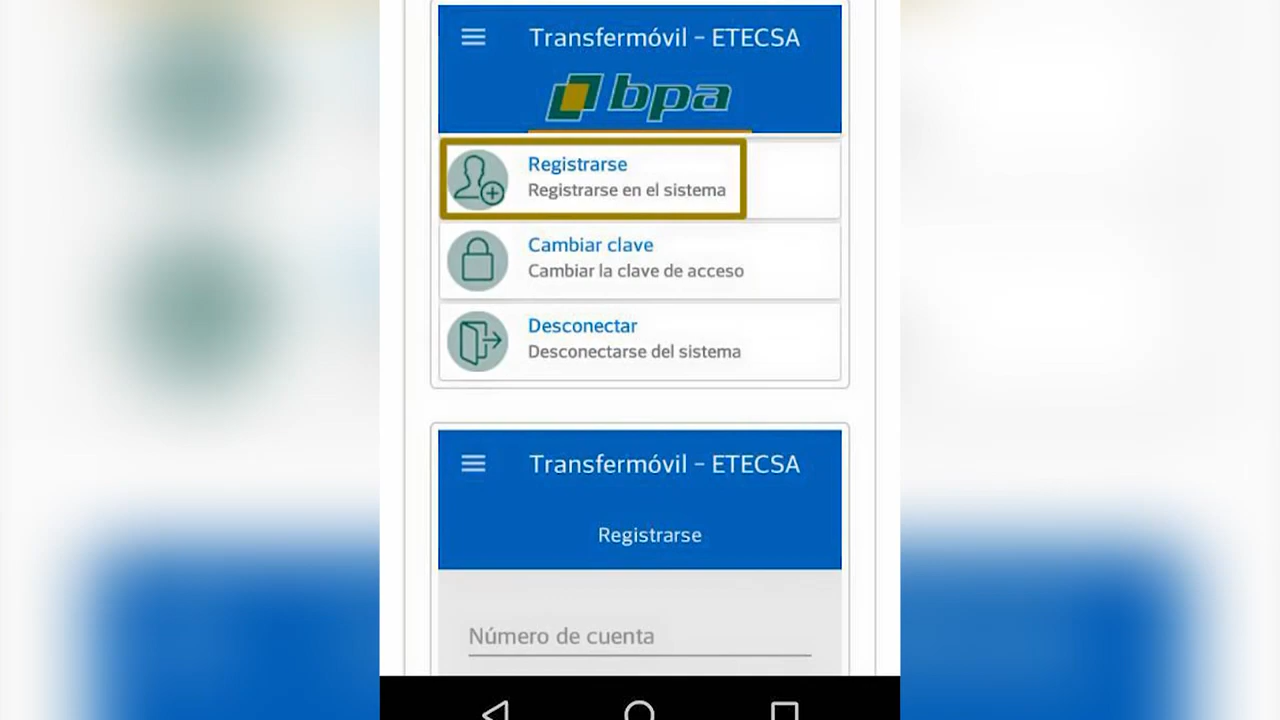 Transfermóvil – ETECSA
bpa
Registrarse
Registrarse en el sistema
Cambiar clave
Cambiar la clave de acceso
Desconectar
Desconectarse del sistema
Transfermóvil – ETECSA
Registrarse
Número de cuenta